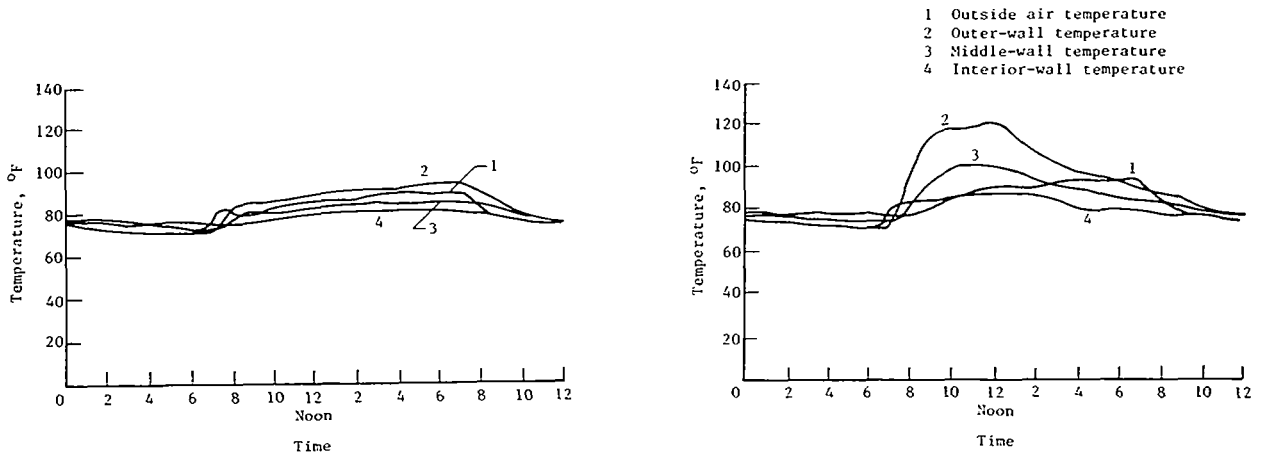 1 Outside air temperature
2 Outer-wall temperature
3 Middle-wall temperature
4 Interior-wall temperature
140
120
100
80
60
40
20
Temperature, °F
2
1
4
3
0 2 4 6 8 10 12 2 4 6 8 10 12
Noon
Time
140
120
100
80
60
40
20
Temperature, °F
2
3
1
4
0 2 4 6 8 10 12 2 4 6 8 10 12
Noon
Time